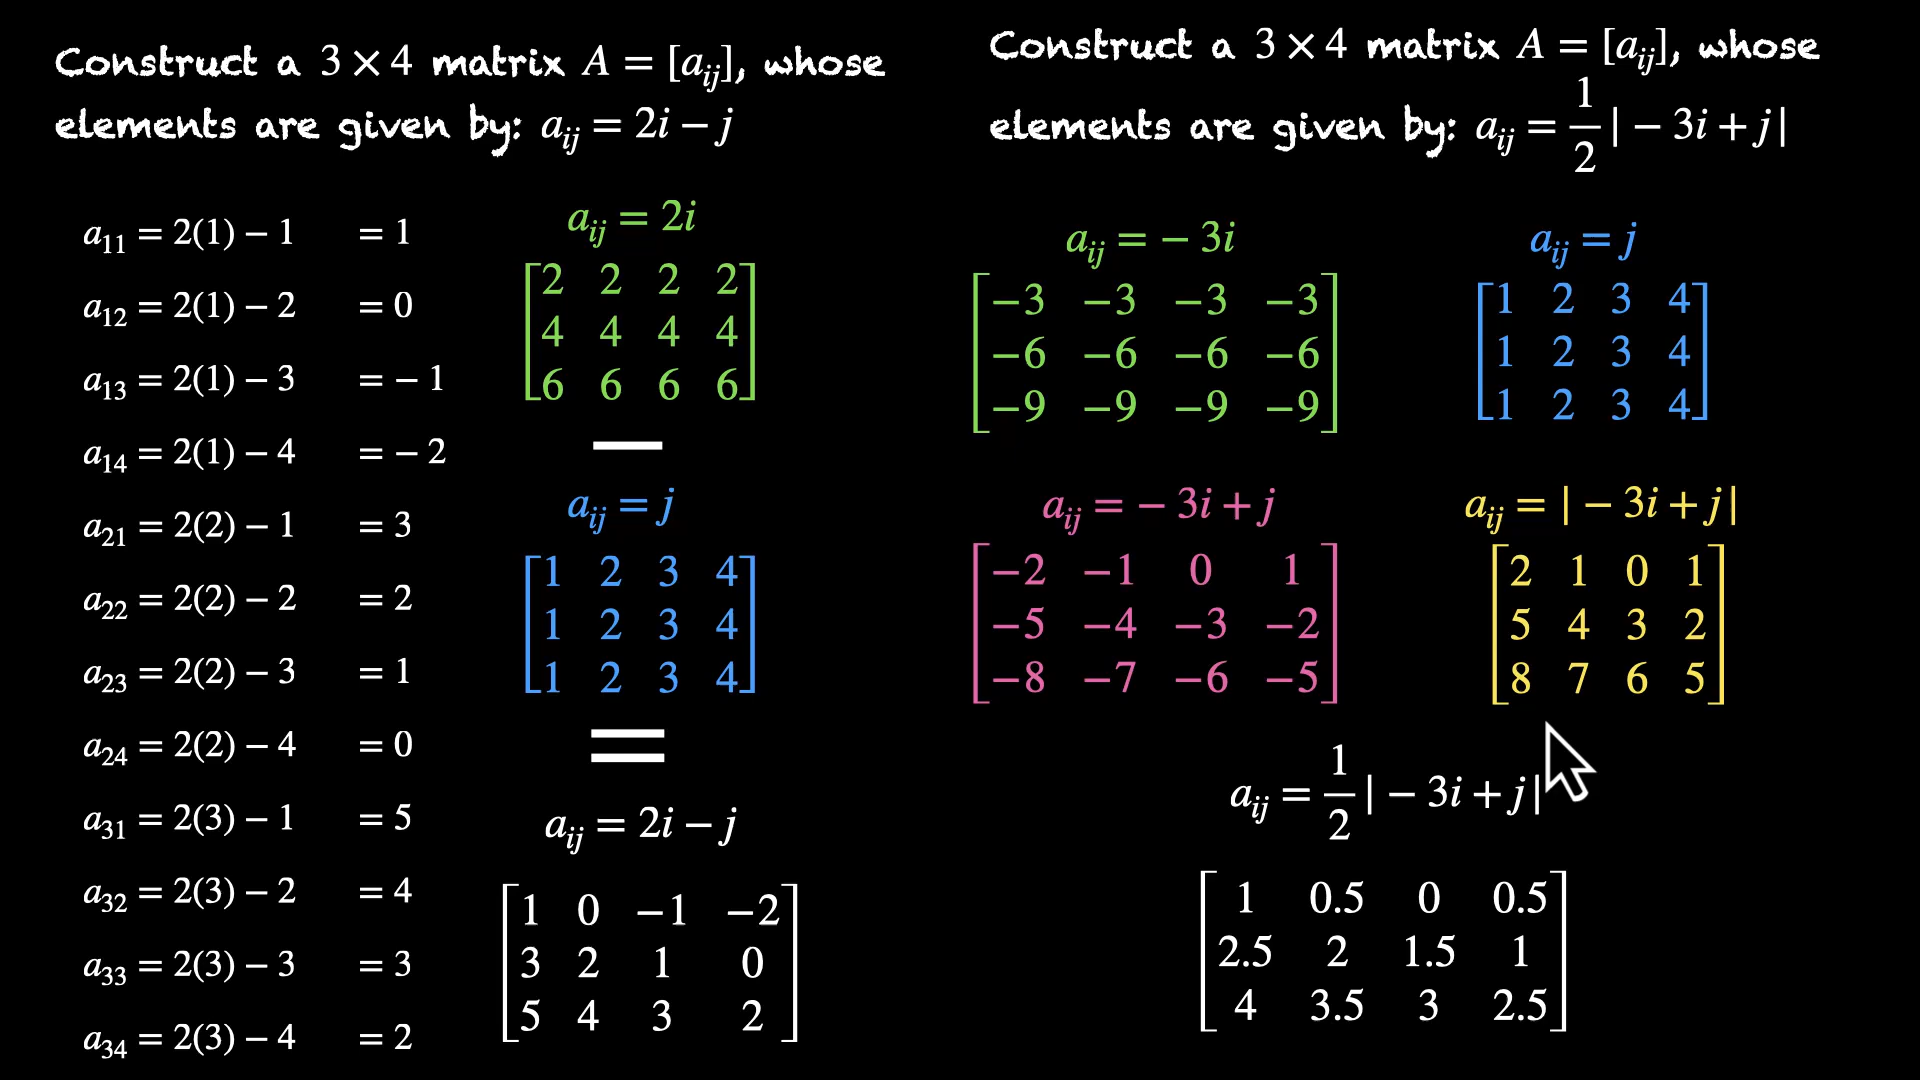 Construct a 3 × 4 matrix A = [aᵢⱼ], whose
elements are given by: aᵢⱼ = 2i − j
a₁₁ = 2(1) − 1 = 1
a₁₂ = 2(1) − 2 = 0
a₁₃ = 2(1) − 3 = − 1
a₁₄ = 2(1) − 4 = − 2
a₂₁ = 2(2) − 1 = 3
a₂₂ = 2(2) − 2 = 2
a₂₃ = 2(2) − 3 = 1
a₂₄ = 2(2) − 4 = 0
a₃₁ = 2(3) − 1 = 5
a₃₂ = 2(3) − 2 = 4
a₃₃ = 2(3) − 3 = 3
a₃₄ = 2(3) − 4 = 2
aᵢⱼ = 2i
2 2 2 2
4 4 4 4
6 6 6 6
−
aᵢⱼ = j
1 2 3 4
1 2 3 4
1 2 3 4
=
aᵢⱼ = 2i − j
1 0 −1 −2
3 2 1 0
5 4 3 2
Construct a 3 × 4 matrix A = [aᵢⱼ], whose
elements are given by: aᵢⱼ = 1/2 | − 3i + j |
aᵢⱼ = − 3i
−3 −3 −3 −3
−6 −6 −6 −6
−9 −9 −9 −9
aᵢⱼ = j
1 2 3 4
1 2 3 4
1 2 3 4
aᵢⱼ = − 3i + j
−2 −1 0 1
−5 −4 −3 −2
−8 −7 −6 −5
aᵢⱼ = | − 3i + j |
2 1 0 1
5 4 3 2
8 7 6 5
aᵢⱼ = 1/2 | − 3i + j |
1 0.5 0 0.5
2.5 2 1.5 1
4 3.5 3 2.5